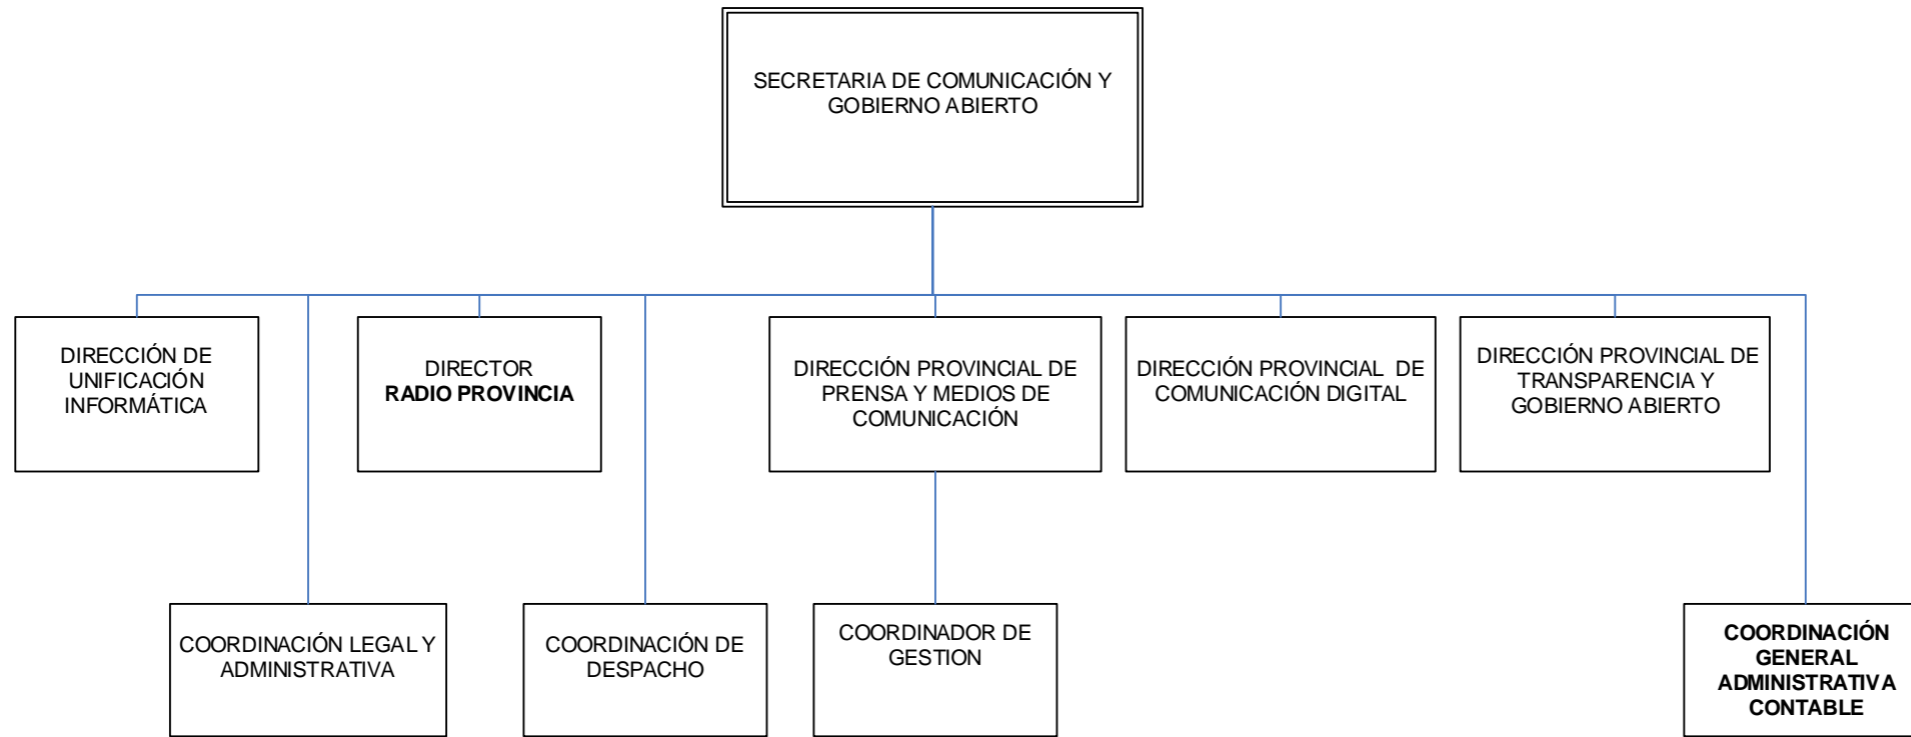 SECRETARIA DE COMUNICACIÓN Y
GOBIERNO ABIERTO
DIRECCIÓN DE
UNIFICACIÓN
INFORMÁTICA
DIRECTOR
RADIO PROVINCIA
DIRECCIÓN PROVINCIAL DE
PRENSA Y MEDIOS DE
COMUNICACIÓN
DIRECCIÓN PROVINCIAL DE
COMUNICACIÓN DIGITAL
DIRECCIÓN PROVINCIAL DE
TRANSPARENCIA Y
GOBIERNO ABIERTO
COORDINACIÓN LEGAL Y
ADMINISTRATIVA
COORDINACIÓN DE
DESPACHO
COORDINADOR DE
GESTION
COORDINACIÓN
GENERAL
ADMINISTRATIVA
CONTABLE